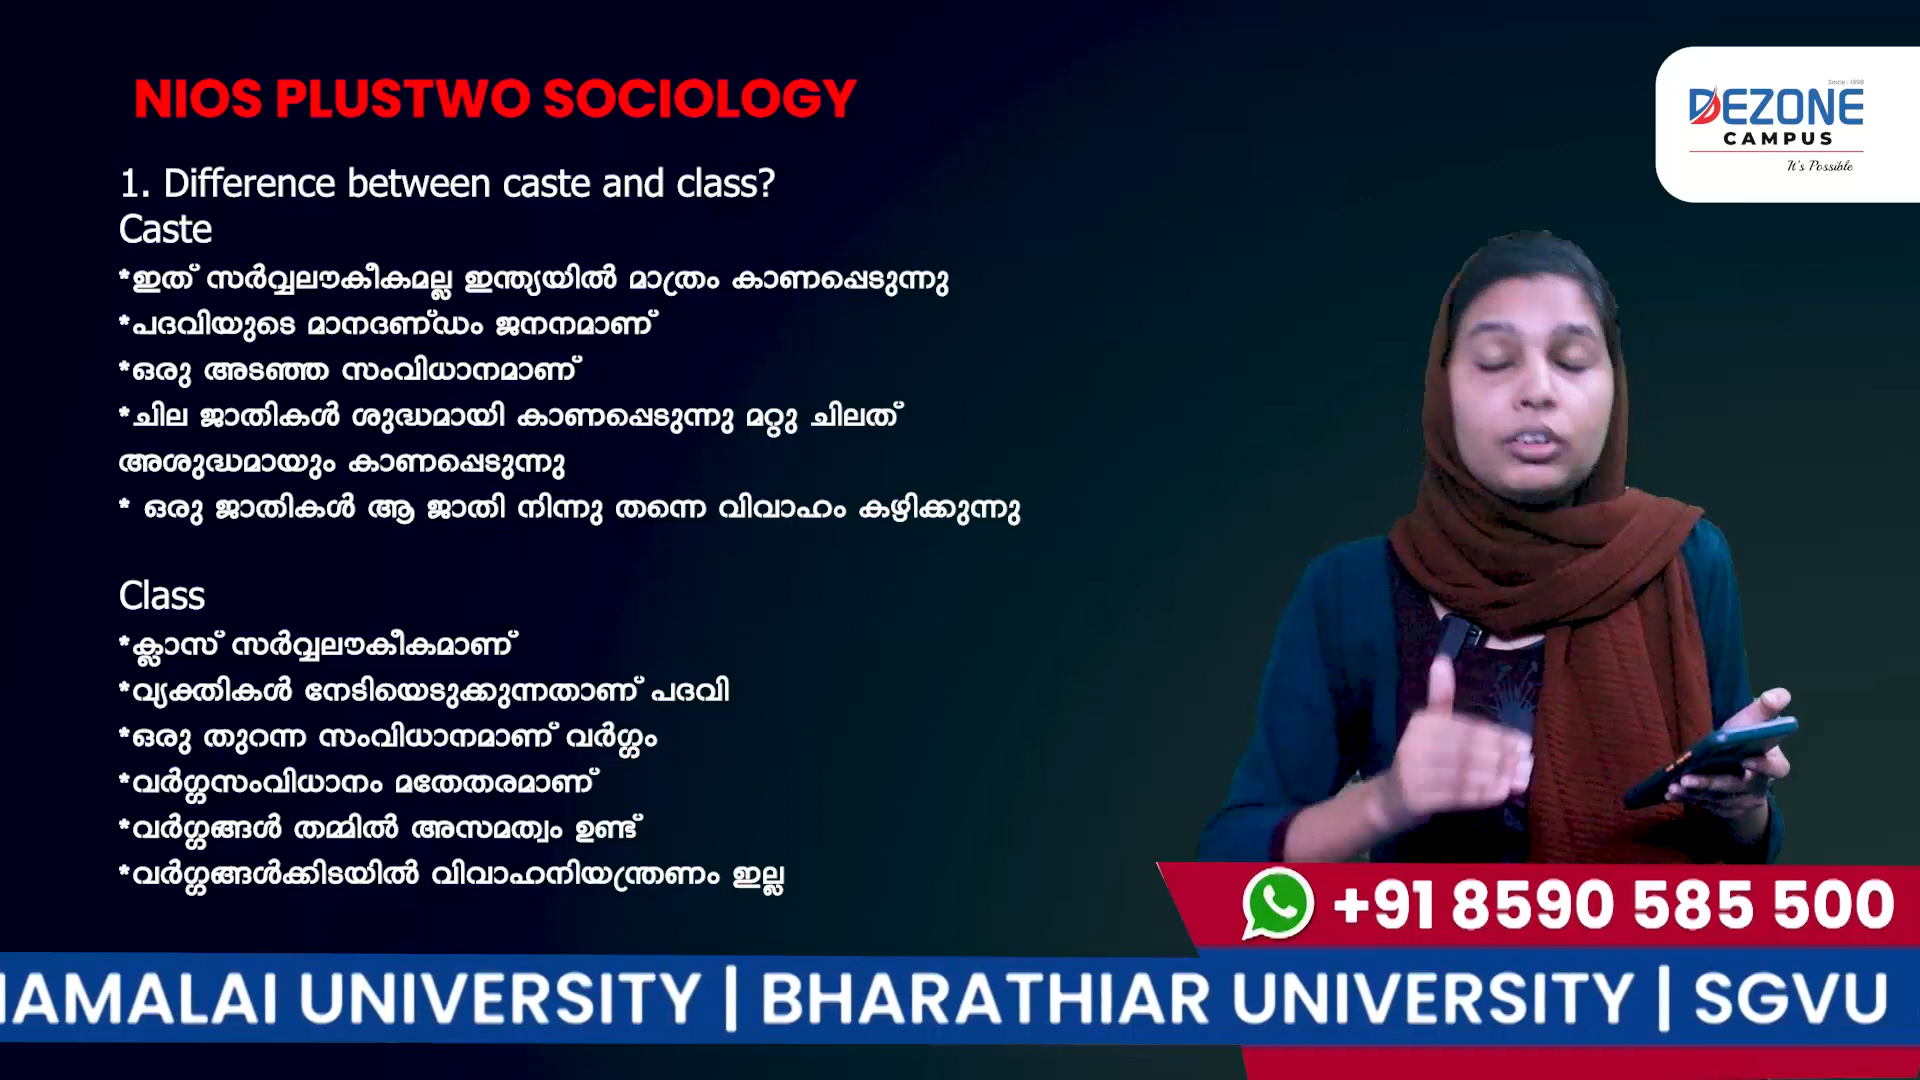 NIOS PLUSTWO SOCIOLOGY
Since : 1998
DEZONE
CAMPUS
It's Possible
1. Difference between caste and class?
Caste
*ഇത് സർവ്വലൗകീകമല്ല ഇന്ത്യയിൽ മാത്രം കാണപ്പെടുന്നു
*പദവിയുടെ മാനദണ്ഡം ജനനമാണ്
*ഒരു അടഞ്ഞ സംവിധാനമാണ്
*ചില ജാതികൾ ശുദ്ധമായി കാണപ്പെടുന്നു മറ്റു ചിലത്
അശുദ്ധമായും കാണപ്പെടുന്നു
* ഒരു ജാതികൾ ആ ജാതി നിന്നു തന്നെ വിവാഹം കഴിക്കുന്നു
Class
*ക്ലാസ് സർവ്വലൗകീകമാണ്
*വ്യക്തികൾ നേടിയെടുക്കുന്നതാണ് പദവി
*ഒരു തുറന്ന സംവിധാനമാണ് വർഗ്ഗം
*വർഗ്ഗസംവിധാനം മതേതരമാണ്
*വർഗ്ഗങ്ങൾ തമ്മിൽ അസമത്വം ഉണ്ട്
*വർഗ്ഗങ്ങൾക്കിടയിൽ വിവാഹനിയന്ത്രണം ഇല്ല
+91 8590 585 500
AMALAI UNIVERSITY | BHARATHIAR UNIVERSITY | SGVU